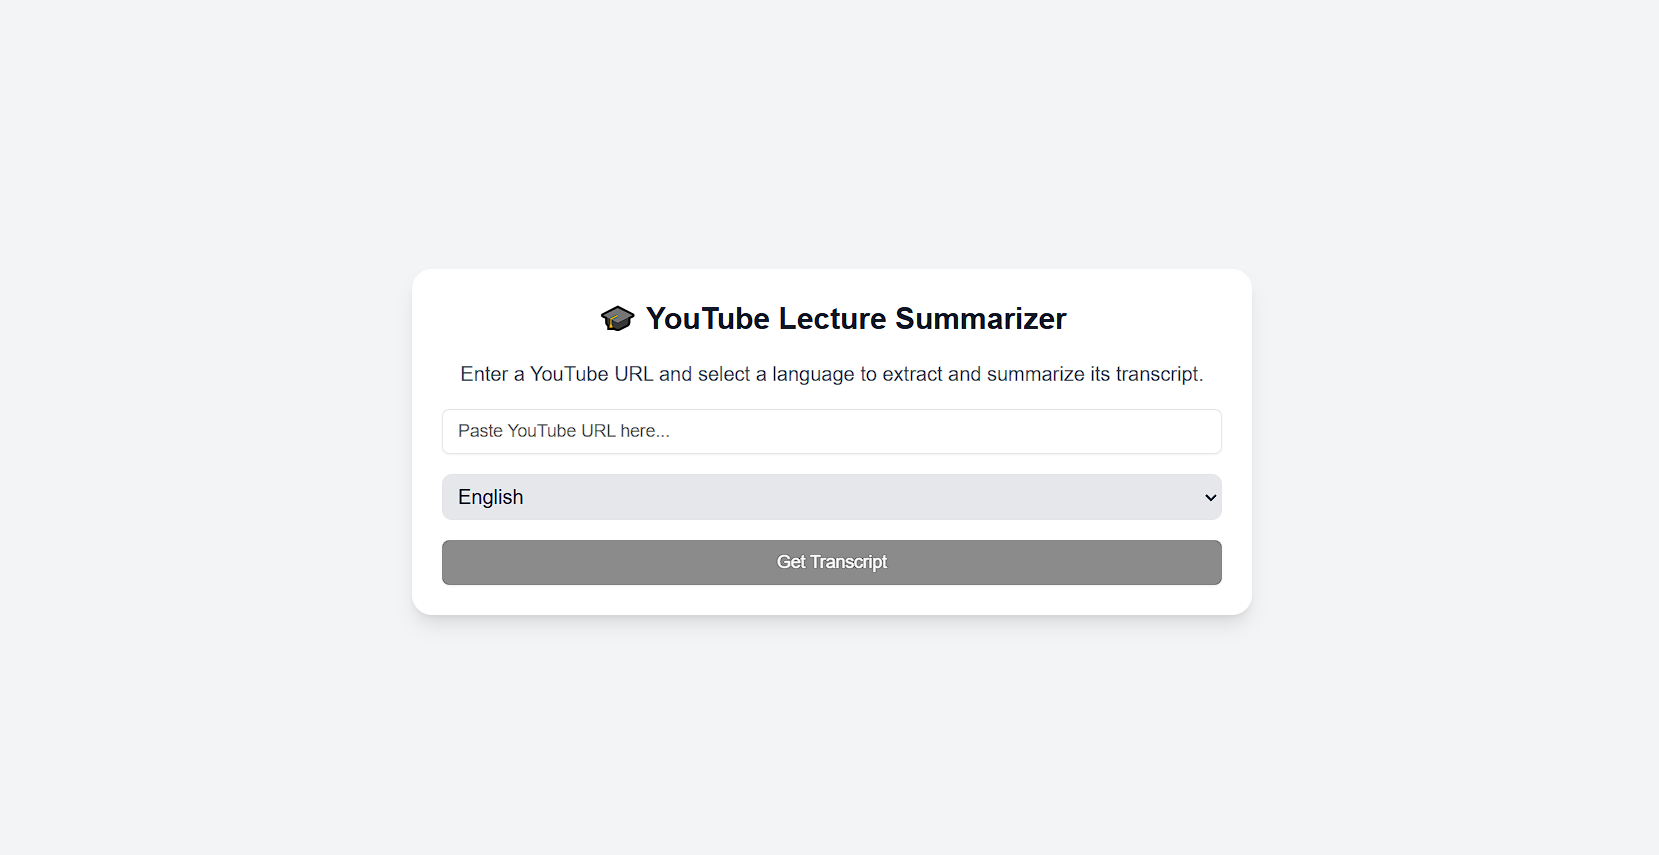 🎓 YouTube Lecture Summarizer
Enter a YouTube URL and select a language to extract and summarize its transcript.
Paste YouTube URL here...
English
Get Transcript